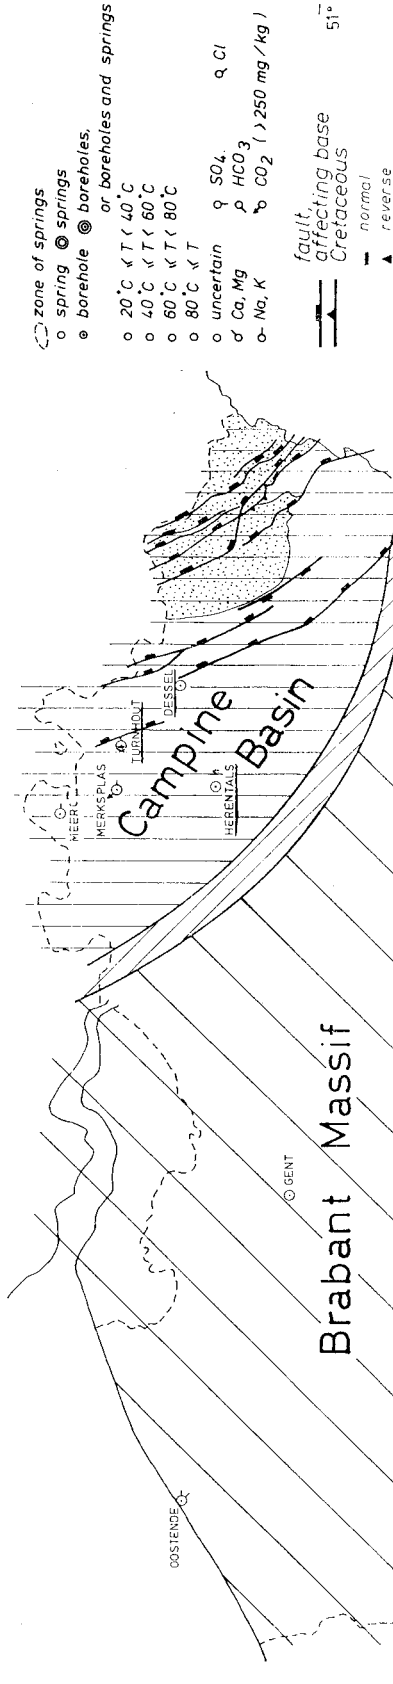 zone of springs
spring springs
borehole boreholes,
or boreholes and springs
20°C ≤ T < 40°C
40°C ≤ T < 60°C
60°C ≤ T < 80°C
80°C ≤ T
uncertain SO4 Cl
Ca, Mg HCO3
Na, K CO2 (>250 mg/kg)
fault,
affecting base
Cretaceous
normal
reverse
51°
MEERLE
MERKSPLAS
TURNHOUT
DESSEL
HERENTALS
Campine
Basin
OOSTENDE
GENT
Brabant Massif